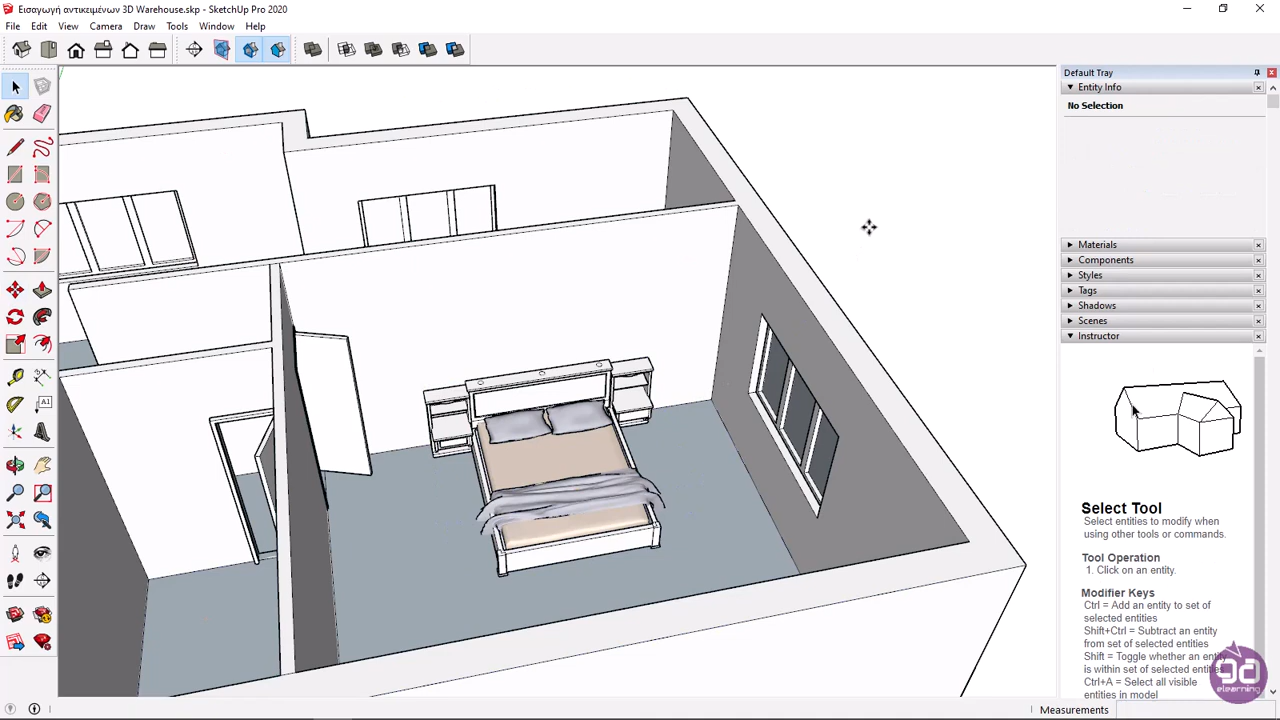 Εισαγωγή αντικειμένων 3D Warehouse.skp - SketchUp Pro 2020
File Edit View Camera Draw Tools Window Help
Default Tray
Entity Info
No Selection
Materials
Components
Styles
Tags
Shadows
Scenes
Instructor
A1
Select Tool
Select entities to modify when
using other tools or commands.
Tool Operation
1. Click on an entity.
Modifier Keys
Ctrl = Add an entity to set of
selected entities
Shift+Ctrl = Subtract an entity
from set of selected entities
Shift = Toggle whether an entity
is within set of selected entities
Ctrl+A = Select all visible
entities in model
elearning
Measurements